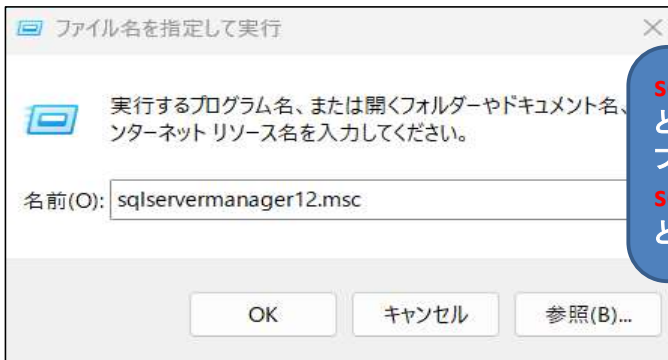 ファイル名を指定して実行
実行するプログラム名、または開くフォルダーやドキュメント名、
ンターネット リソース名を入力してください。
名前(O): sqlservermanager12.msc
OK キャンセル 参照(B)...
s
と
フ
s
と